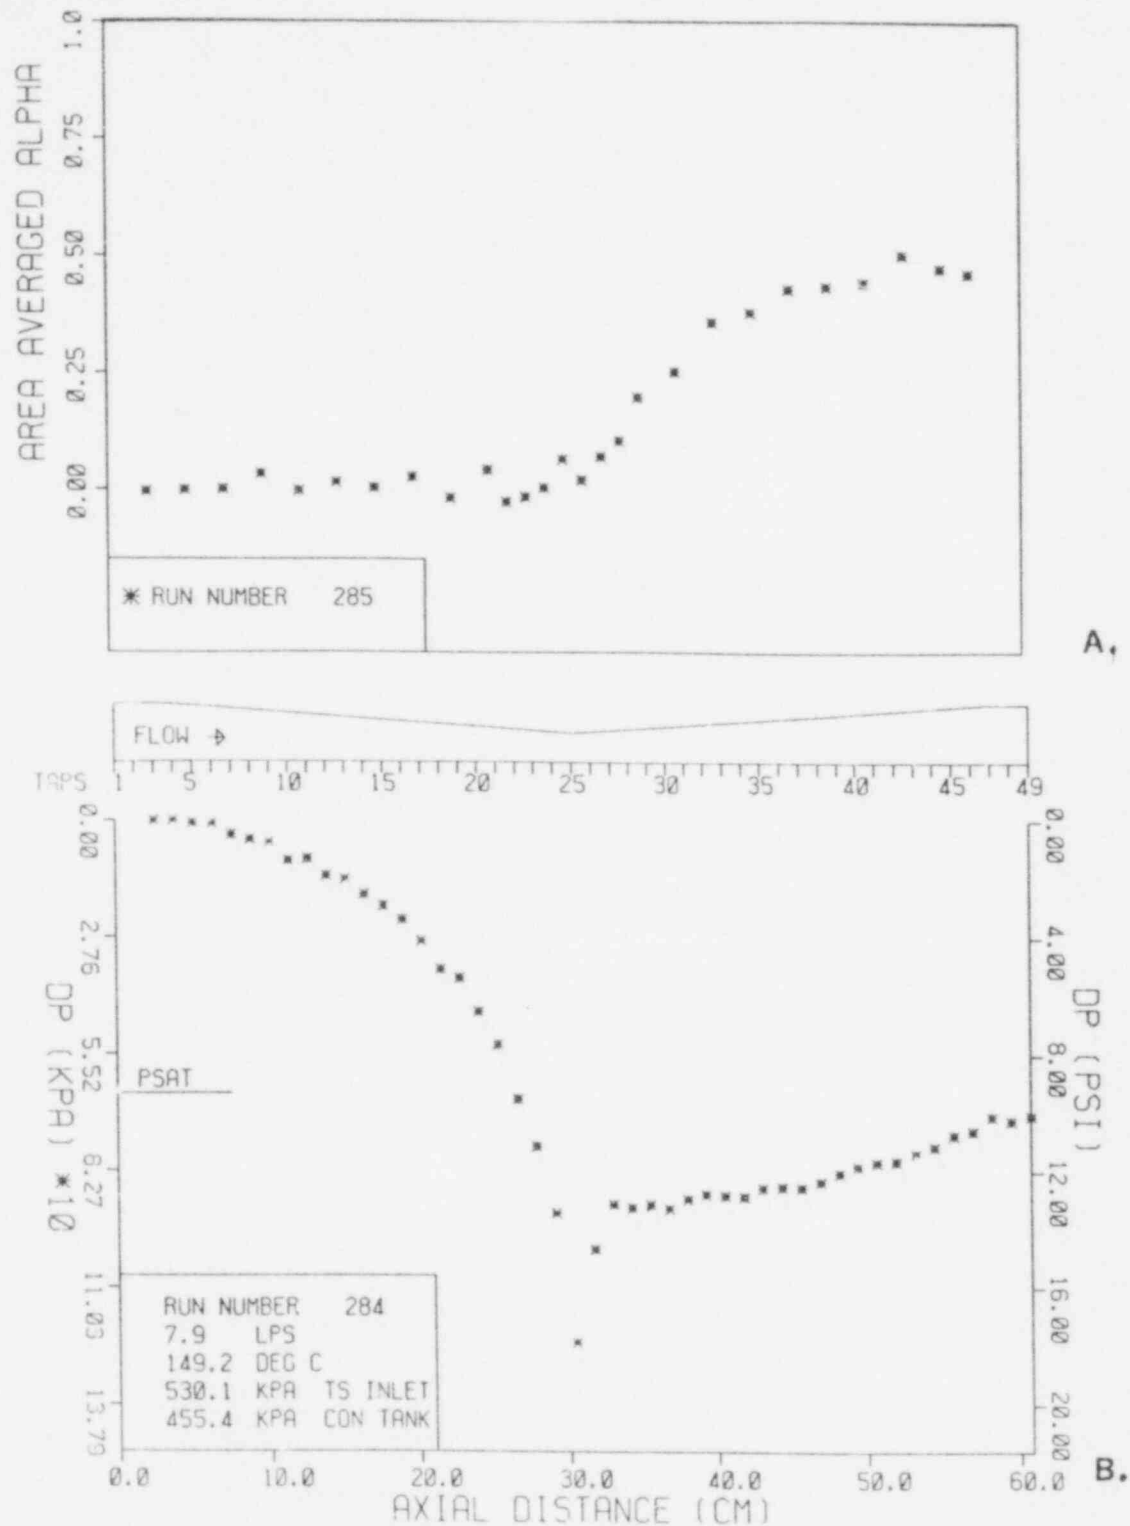 1.0
0.75
0.50
0.25
0.00
AREA AVERAGED ALPHA
* RUN NUMBER 285
A.
FLOW
TAPS 1 5 10 15 20 25 30 35 40 45 49
0.00
2.76
5.52
8.27
11.03
13.79
DP (KPA) *10
0.00
4.00
8.00
12.00
16.00
20.00
DP (PSI)
PSAT
RUN NUMBER 284
7.9 LPS
149.2 DEG C
530.1 KPA TS INLET
455.4 KPA CON TANK
0.0 10.0 20.0 30.0 40.0 50.0 60.0
AXIAL DISTANCE (CM)
B.